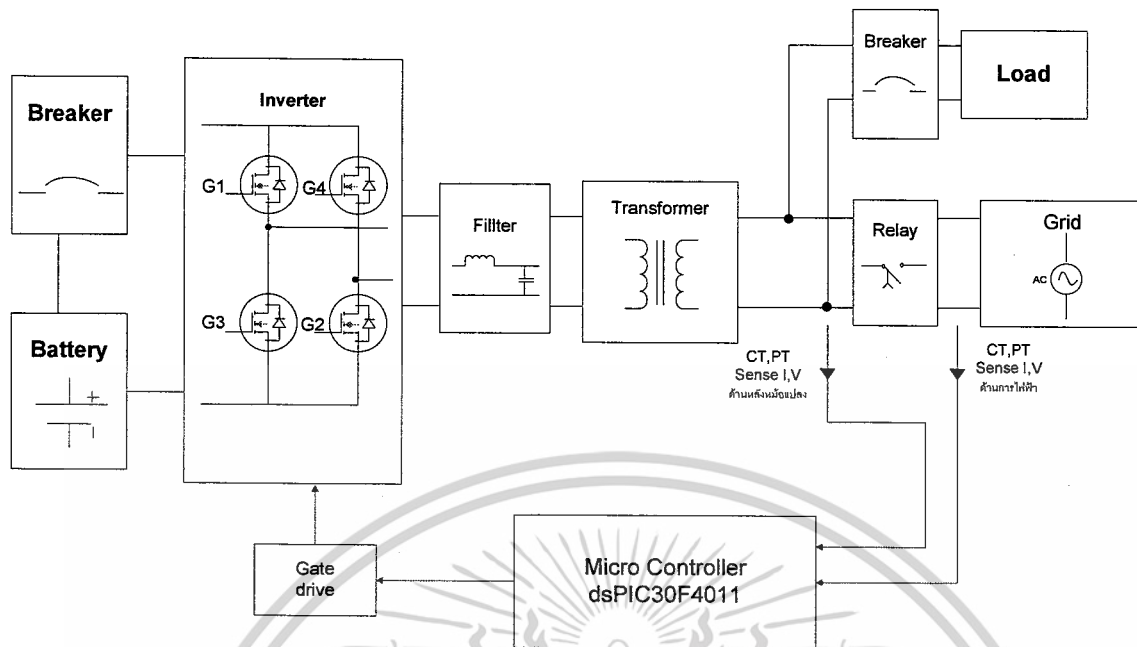 Breaker
Battery
Inverter
G1
G4
G3
G2
Fillter
Transformer
Breaker
Load
Relay
Grid
AC
CT,PT
Sense I,V
ด้านหลังหม้อแปลง
CT,PT
Sense I,V
ด้านการไฟฟ้า
Gate
drive
Micro Controller
dsPIC30F4011